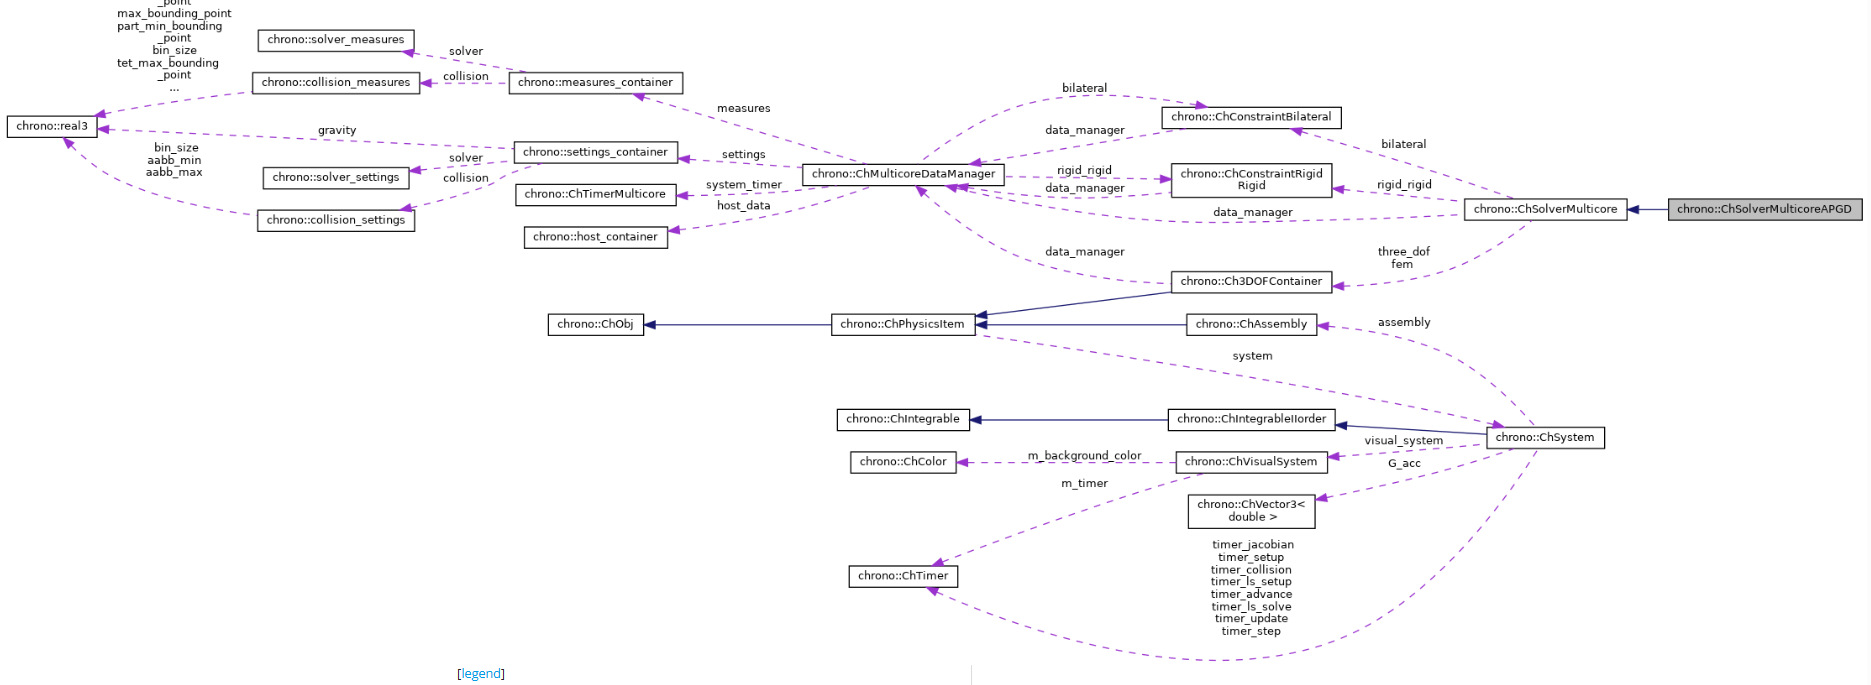 _point
max_bounding_point
part_min_bounding
_point
bin_size
tet_max_bounding
_point
...
chrono::solver_measures
solver
chrono::collision_measures
collision
chrono::measures_container
bilateral
measures
chrono::ChConstraintBilateral
chrono::real3
gravity
data_manager
bilateral
bin_size
aabb_min
aabb_max
chrono::settings_container
settings
solver
chrono::solver_settings
collision
chrono::ChMulticoreDataManager
rigid_rigid
data_manager
chrono::ChConstraintRigid
Rigid
rigid_rigid
system_timer
chrono::ChTimerMulticore
host_data
chrono::collision_settings
data_manager
chrono::ChSolverMulticore
chrono::ChSolverMulticoreAPGD
chrono::host_container
data_manager
three_dof
fem
chrono::Ch3DOFContainer
chrono::ChObj
chrono::ChPhysicsItem
chrono::ChAssembly
assembly
system
chrono::ChIntegrable
chrono::ChIntegrableIIorder
chrono::ChSystem
visual_system
chrono::ChColor
m_background_color
chrono::ChVisualSystem
G_acc
m_timer
chrono::ChVector3<
double >
timer_jacobian
timer_setup
timer_collision
timer_ls_setup
timer_advance
timer_ls_solve
timer_update
timer_step
chrono::ChTimer
[legend]